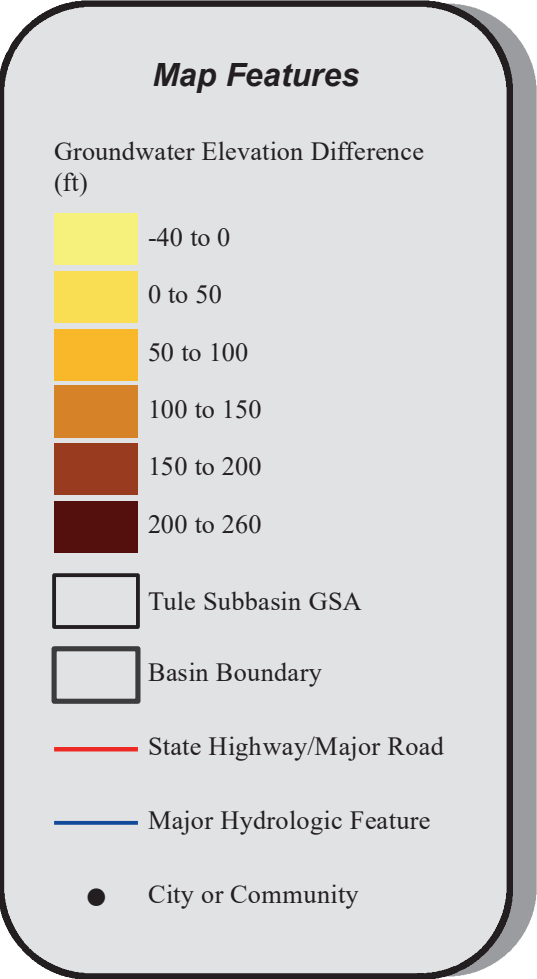 Map Features
Groundwater Elevation Difference
(ft)
-40 to 0
0 to 50
50 to 100
100 to 150
150 to 200
200 to 260
Tule Subbasin GSA
Basin Boundary
State Highway/Major Road
Major Hydrologic Feature
City or Community